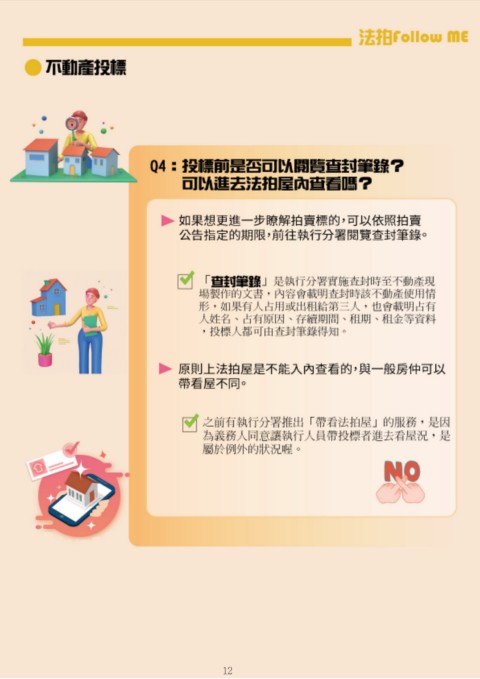 法拍Follow ME
不動產投標
Q4：投標前是否可以閱覽查封筆錄？
可以進去法拍屋內查看嗎？
如果想更進一步瞭解拍賣標的，可以依照拍賣
公告指定的期限，前往執行分署閱覽查封筆錄。
「查封筆錄」是執行分署實施查封時至不動產現
場製作的文書，內容會載明查封時該不動產使用情
形，如果有人占用或出租給第三人，也會載明占有
人姓名、占有原因、存續期間、租期、租金等資料
，投標人都可由查封筆錄得知。
原則上法拍屋是不能入內查看的，與一般房仲可以
帶看屋不同。
之前有執行分署推出「帶看法拍屋」的服務，是因
為義務人同意讓執行人員帶投標者進去看屋況，是
屬於例外的狀況喔。
NO
12